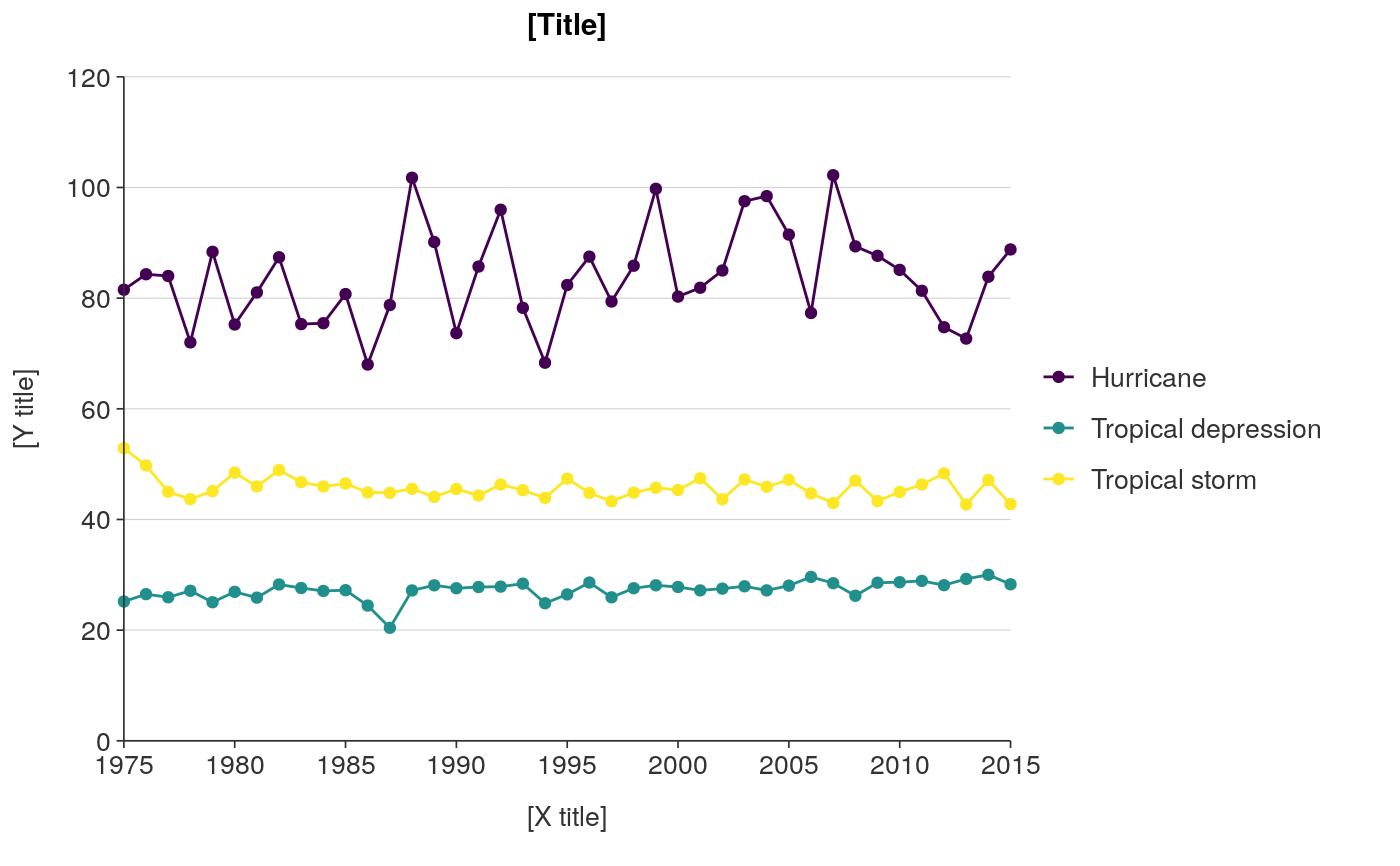 [Title]
120
100
80
60
40
20
0
[Y title]
1975 1980 1985 1990 1995 2000 2005 2010 2015
[X title]
Hurricane
Tropical depression
Tropical storm